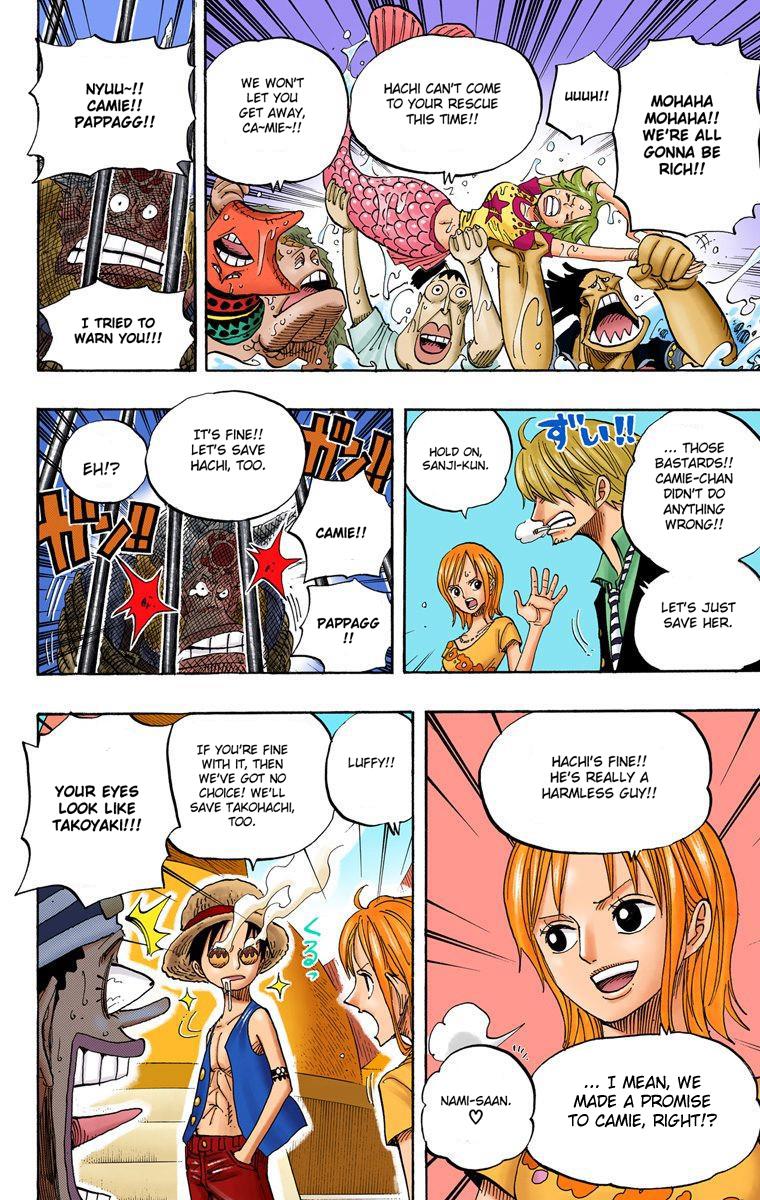 MOHAHA
MOHAHA!!
WE'RE ALL
GONNA BE
RICH!!
UUUH!!
HACHI CAN'T COME
TO YOUR RESCUE
THIS TIME!!
WE WON'T
LET YOU
GET AWAY,
CA~MIE~!!
NYUU~!!
CAMIE!!
PAPPAGG!!
I TRIED TO
WARN YOU!!!
... THOSE
BASTARDS!!
CAMIE-CHAN
DIDN'T DO
ANYTHING
WRONG!!
LET'S JUST
SAVE HER.
ずい!!
HOLD ON,
SANJI-KUN.
CAMIE!!
PAPPAGG
!!
ガン!!
IT'S FINE!!
LET'S SAVE
HACHI, TOO.
EH!?
ガン!!
HACHI'S FINE!!
HE'S REALLY A
HARMLESS GUY!!
... I MEAN, WE
MADE A PROMISE
TO CAMIE, RIGHT!?
NAMI-SAAN.
♡
LUFFY!!
くるっ
IF YOU'RE FINE
WITH IT, THEN
WE'VE GOT NO
CHOICE! WE'LL
SAVE TAKOHACHI,
TOO.
YOUR EYES
LOOK LIKE
TAKOYAKI!!!